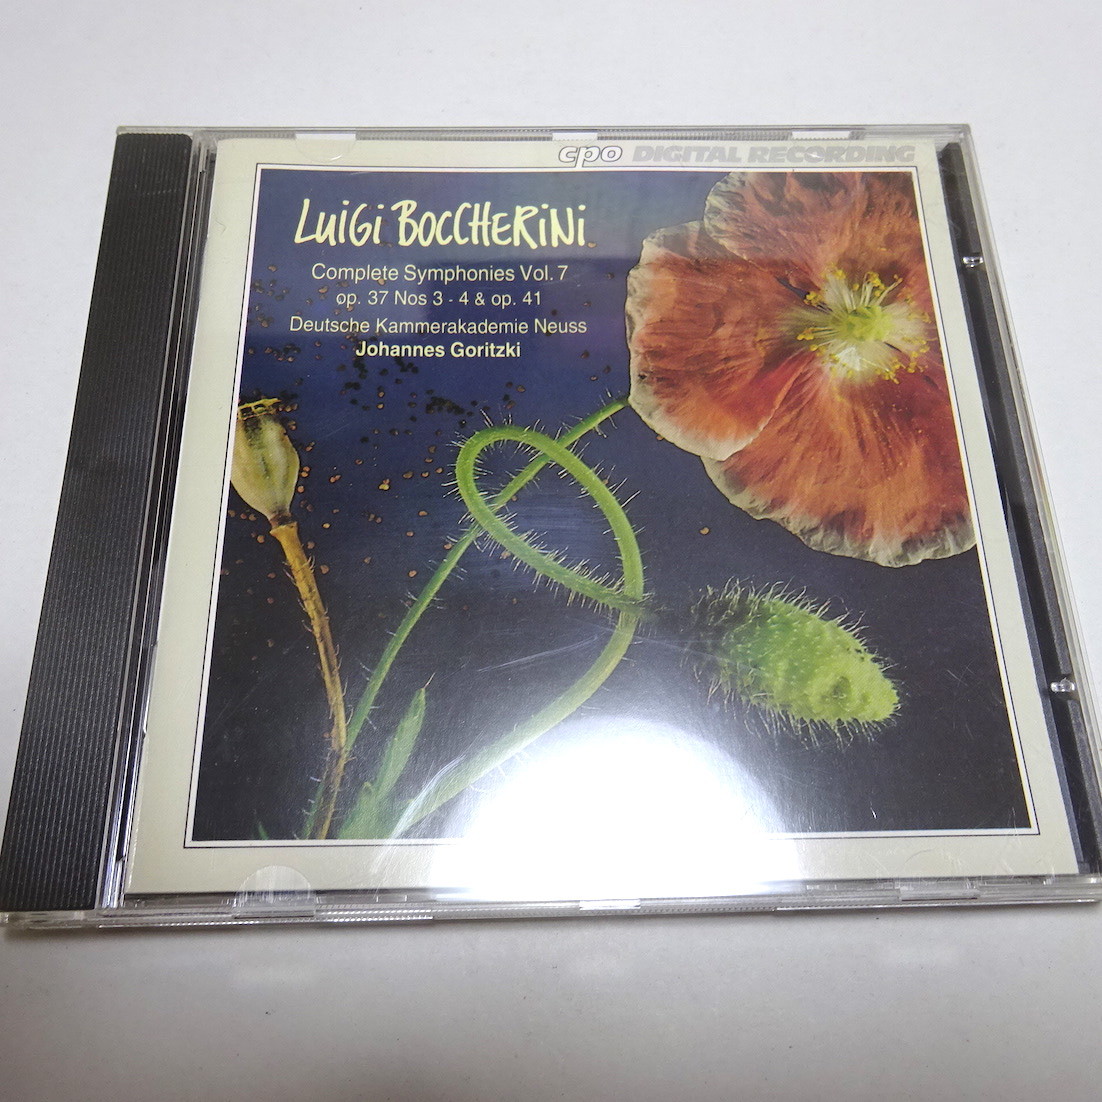 cpo DIGITAL RECORDING
LUiGi BOCCHERiNi
Complete Symphonies Vol. 7
op. 37 Nos 3 - 4 & op. 41
Deutsche Kammerakademie Neuss
Johannes Goritzki